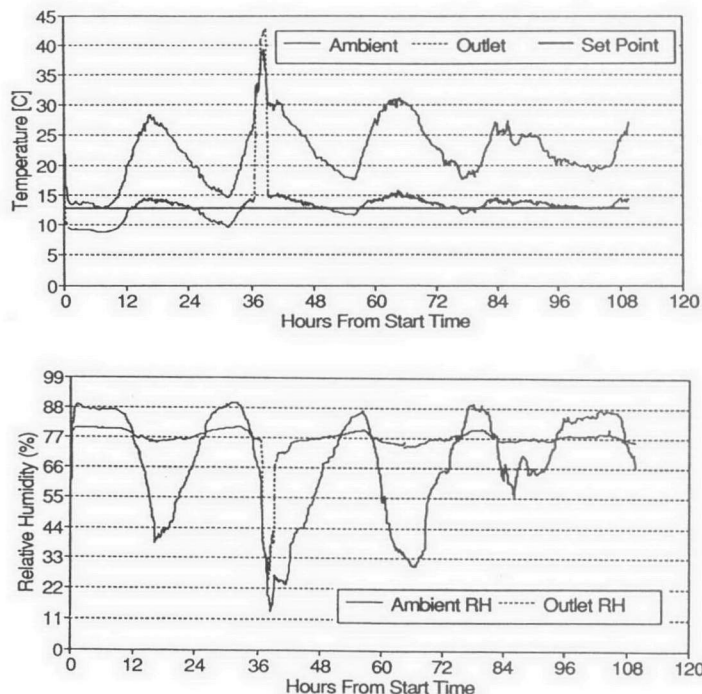 45
40
35
30
25
20
15
10
5
0
Temperature [C]
Ambient Outlet Set Point
0 12 24 36 48 60 72 84 96 108 120
Hours From Start Time
99
88
77
66
55
44
33
22
11
0
Relative Humidity (%)
Ambient RH Outlet RH
0 12 24 36 48 60 72 84 96 108 120
Hours From Start Time